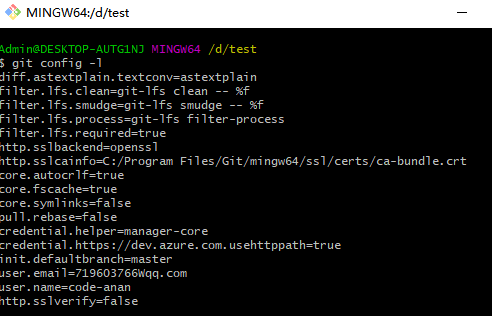 MINGW64:/d/test
Admin@DESKTOP-AUTG1NJ MINGW64 /d/test
$ git config -l
diff.astextplain.textconv=astextplain
filter.lfs.clean=git-lfs clean -- %f
filter.lfs.smudge=git-lfs smudge -- %f
filter.lfs.process=git-lfs filter-process
filter.lfs.required=true
http.sslbackend=openssl
http.sslcainfo=C:/Program Files/Git/mingw64/ssl/certs/ca-bundle.crt
core.autocrlf=true
core.fscache=true
core.symlinks=false
pull.rebase=false
credential.helper=manager-core
credential.https://dev.azure.com.usehttppath=true
init.defaultbranch=master
user.email=719603766Wqq.com
user.name=code-anan
http.sslverify=false